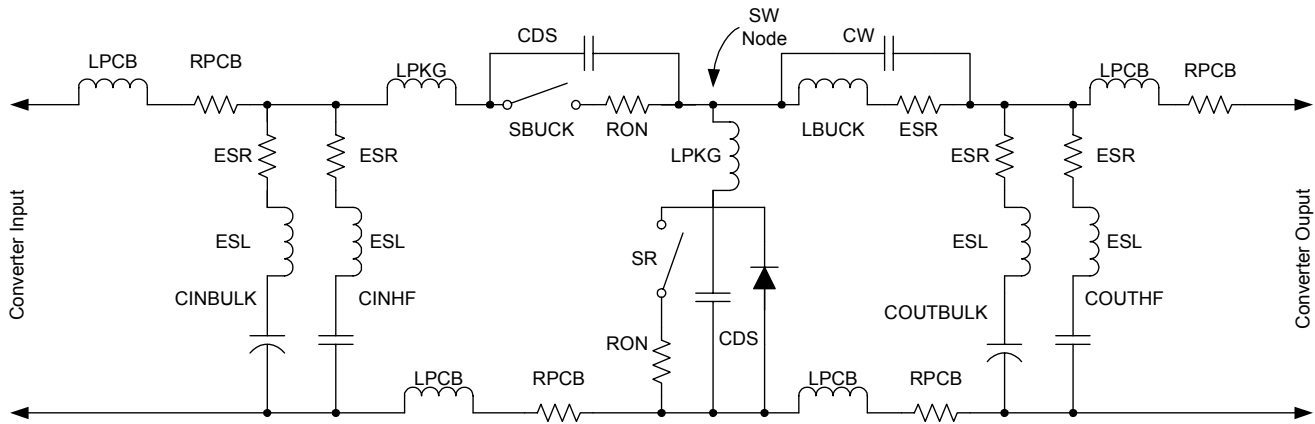 SW
Node
CDS
CW
LPCB
RPCB
LPKG
SBUCK
RON
LBUCK
ESR
LPCB
RPCB
ESR
ESR
LPKG
ESR
ESR
Converter Input
ESL
ESL
SR
ESL
ESL
Converter Ouput
CINBULK
CINHF
COUTBULK
COUTHF
RON
CDS
LPCB
RPCB
LPCB
RPCB